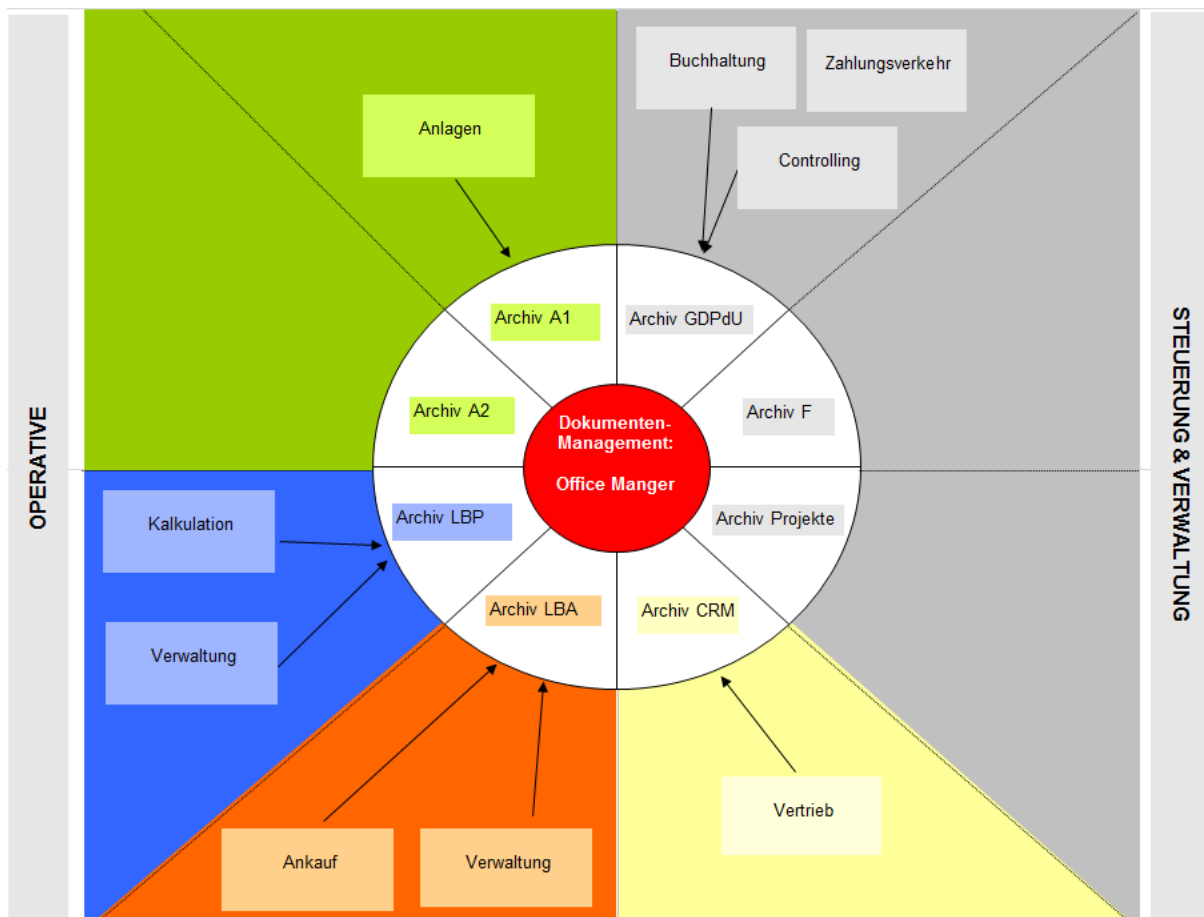 Buchhaltung
Zahlungsverkehr
Anlagen
Controlling
Archiv A1
Archiv GDPdU
Archiv A2
Dokumenten-
Management:
Office Manger
Archiv F
OPERATIVE
STEUERUNG & VERWALTUNG
Kalkulation
Archiv LBP
Archiv Projekte
Archiv LBA
Archiv CRM
Verwaltung
Vertrieb
Ankauf
Verwaltung